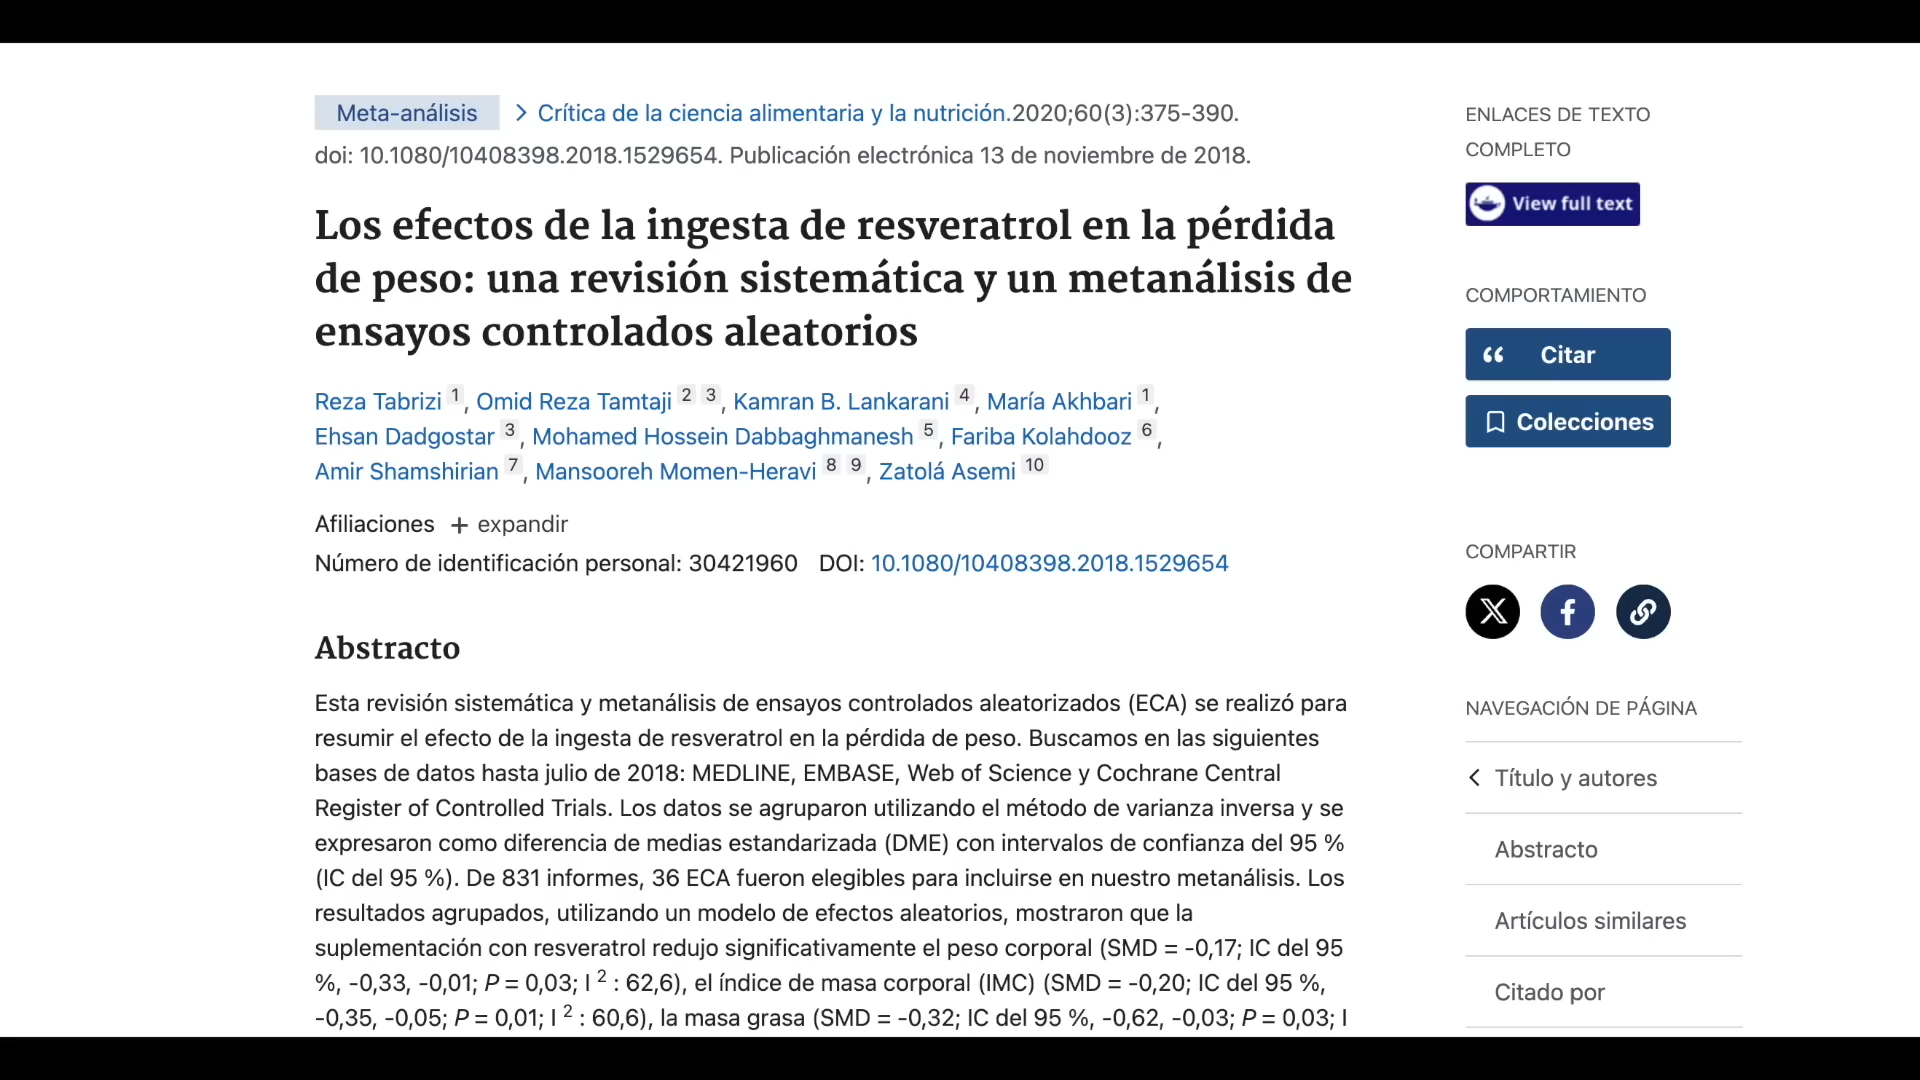 Meta-análisis > Crítica de la ciencia alimentaria y la nutrición.2020;60(3):375-390.
doi: 10.1080/10408398.2018.1529654. Publicación electrónica 13 de noviembre de 2018.
Los efectos de la ingesta de resveratrol en la pérdida
de peso: una revisión sistemática y un metanálisis de
ensayos controlados aleatorios
Reza Tabrizi 1, Omid Reza Tamtaji 2 3, Kamran B. Lankarani 4, María Akhbari 1,
Ehsan Dadgostar 3, Mohamed Hossein Dabbaghmanesh 5, Fariba Kolahdooz 6,
Amir Shamshirian 7, Mansooreh Momen-Heravi 8 9, Zatolá Asemi 10
Afiliaciones + expandir
Número de identificación personal: 30421960 DOI: 10.1080/10408398.2018.1529654
Abstracto
Esta revisión sistemática y metanálisis de ensayos controlados aleatorizados (ECA) se realizó para
resumir el efecto de la ingesta de resveratrol en la pérdida de peso. Buscamos en las siguientes
bases de datos hasta julio de 2018: MEDLINE, EMBASE, Web of Science y Cochrane Central
Register of Controlled Trials. Los datos se agruparon utilizando el método de varianza inversa y se
expresaron como diferencia de medias estandarizada (DME) con intervalos de confianza del 95 %
(IC del 95 %). De 831 informes, 36 ECA fueron elegibles para incluirse en nuestro metanálisis. Los
resultados agrupados, utilizando un modelo de efectos aleatorios, mostraron que la
suplementación con resveratrol redujo significativamente el peso corporal (SMD = -0,17; IC del 95
%, -0,33, -0,01; P = 0,03; I 2 : 62,6), el índice de masa corporal (IMC) (SMD = -0,20; IC del 95 %,
-0,35, -0,05; P = 0,01; I 2 : 60,6), la masa grasa (SMD = -0,32; IC del 95 %, -0,62, -0,03; P = 0,03; I
ENLACES DE TEXTO
COMPLETO
View full text
COMPORTAMIENTO
Citar
Colecciones
COMPARTIR
NAVEGACIÓN DE PÁGINA
Título y autores
Abstracto
Artículos similares
Citado por